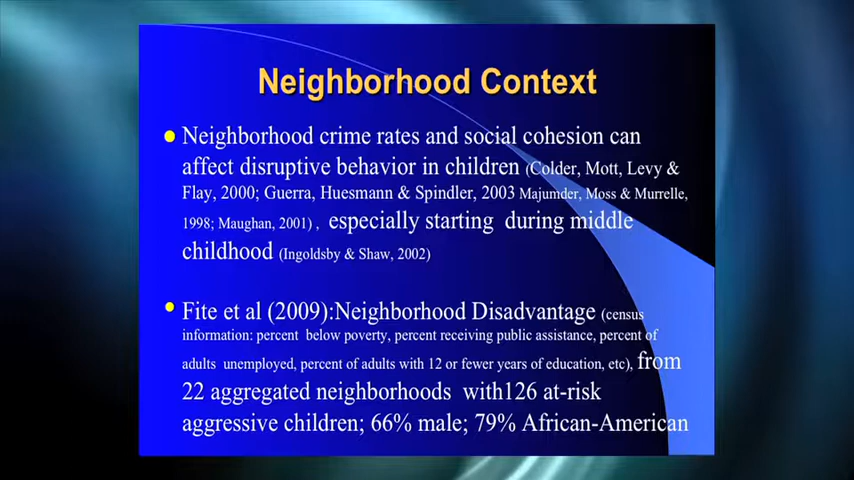 Neighborhood Context
Neighborhood crime rates and social cohesion can
affect disruptive behavior in children (Colder, Mott, Levy &
Flay, 2000; Guerra, Huesmann & Spindler, 2003 Majumder, Moss & Murrelle,
1998; Maughan, 2001) , especially starting during middle
childhood (Ingoldsby & Shaw, 2002)
Fite et al (2009):Neighborhood Disadvantage (census
information: percent below poverty, percent receiving public assistance, percent of
adults unemployed, percent of adults with 12 or fewer years of education, etc), from
22 aggregated neighborhoods with126 at-risk
aggressive children; 66% male; 79% African-American